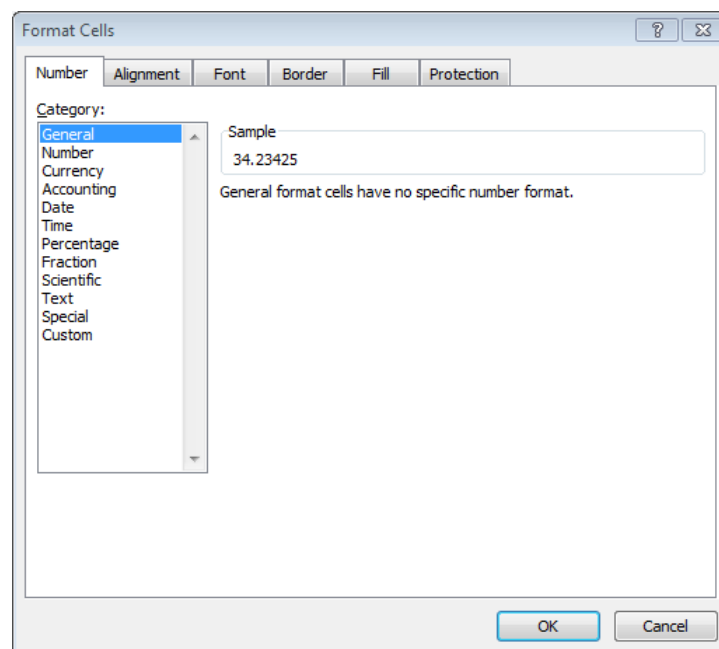 Format Cells
Number Alignment Font Border Fill Protection
Category:
General
Number
Currency
Accounting
Date
Time
Percentage
Fraction
Scientific
Text
Special
Custom
Sample
34.23425
General format cells have no specific number format.
OK Cancel